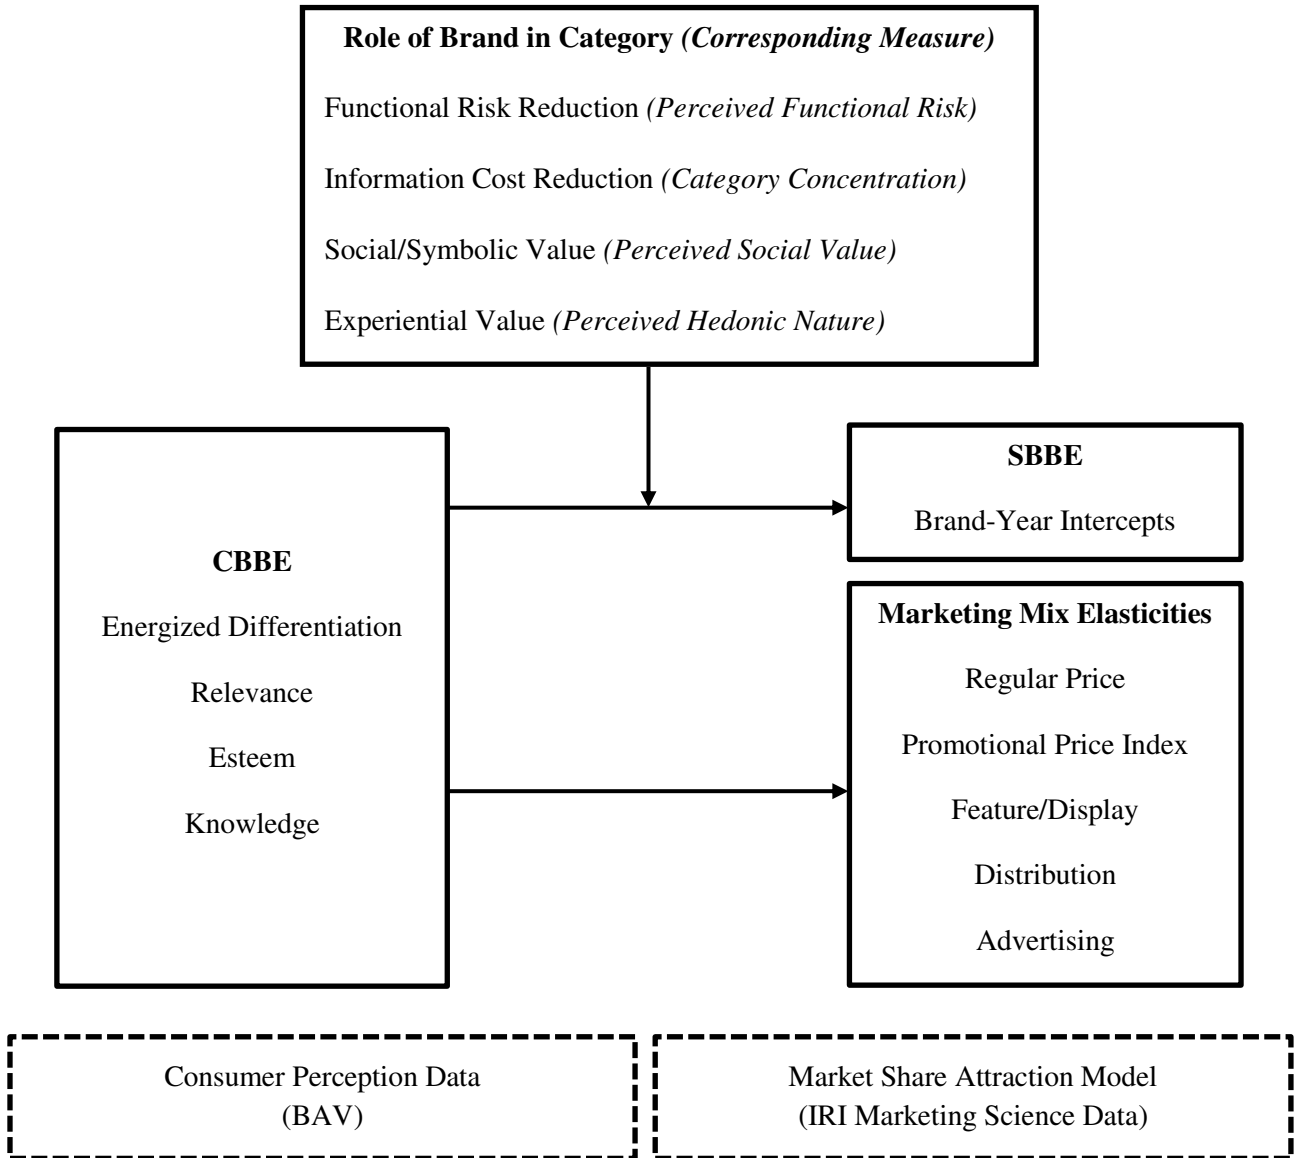 Role of Brand in Category (Corresponding Measure)
Functional Risk Reduction (Perceived Functional Risk)
Information Cost Reduction (Category Concentration)
Social/Symbolic Value (Perceived Social Value)
Experiential Value (Perceived Hedonic Nature)
CBBE
Energized Differentiation
Relevance
Esteem
Knowledge
SBBE
Brand-Year Intercepts
Marketing Mix Elasticities
Regular Price
Promotional Price Index
Feature/Display
Distribution
Advertising
Consumer Perception Data
(BAV)
Market Share Attraction Model
(IRI Marketing Science Data)